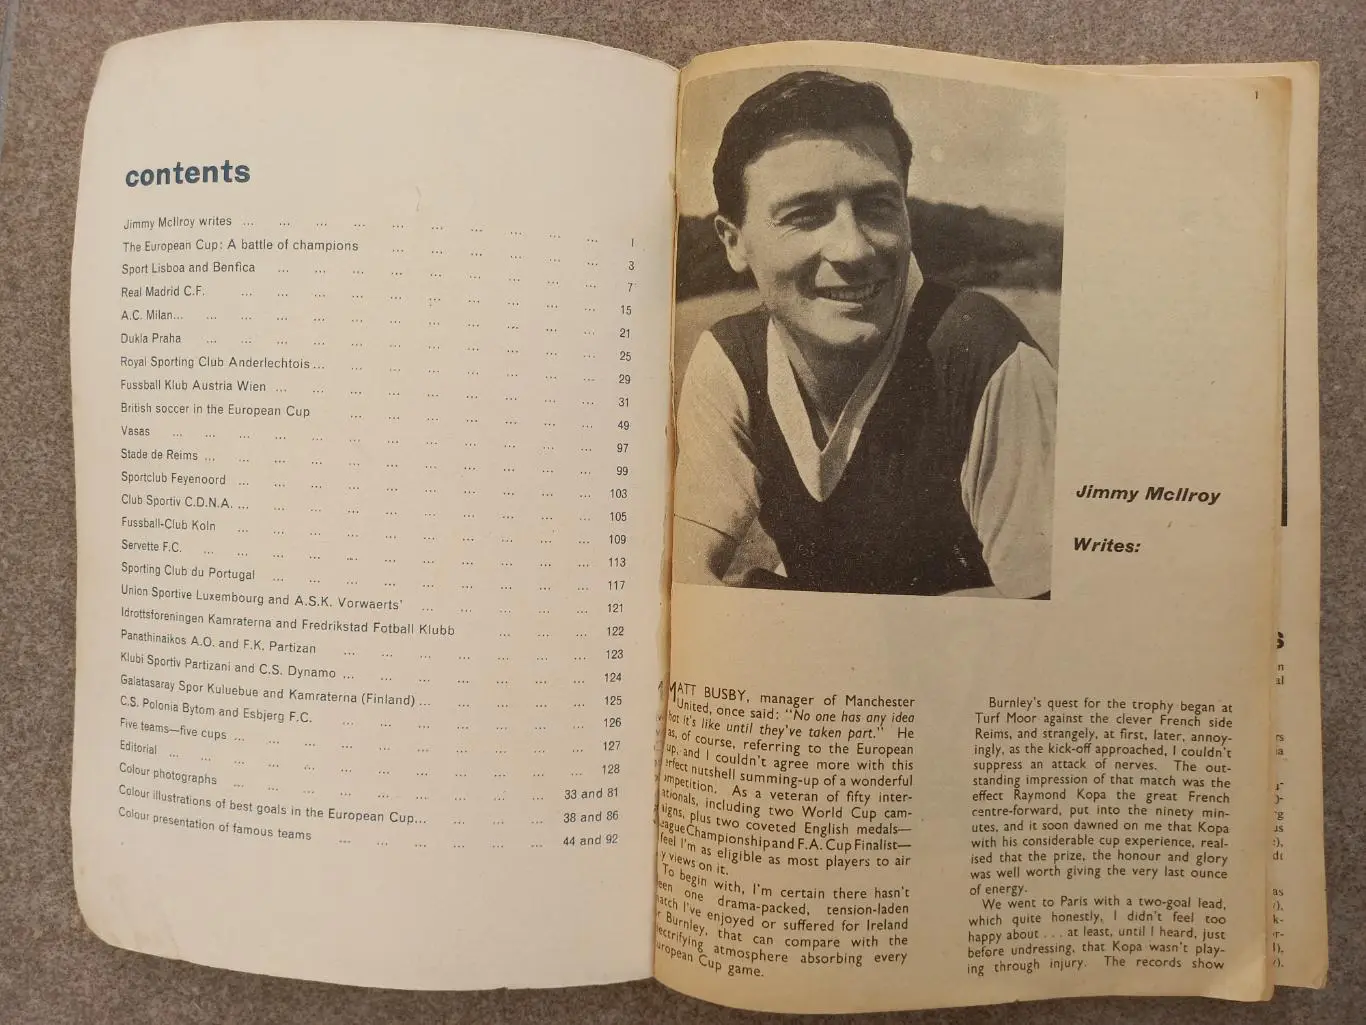 contents
Jimmy McIlroy writes ... ... ... ... ... ... ... ... ... ... 1
The European Cup: A battle of champions ... ... ... ... ... ... 3
Sport Lisboa and Benfica ... ... ... ... ... ... ... ... ... 7
Real Madrid C.F. ... ... ... ... ... ... ... ... ... ... 15
A.C. Milan... ... ... ... ... ... ... ... ... ... ... ... 21
Dukla Praha ... ... ... ... ... ... ... ... ... ... ... 25
Royal Sporting Club Anderlechtois ... ... ... ... ... ... ... ... 29
Fussball Klub Austria Wien ... ... ... ... ... ... ... ... ... 31
British soccer in the European Cup ... ... ... ... ... ... ... 49
Vasas ... ... ... ... ... ... ... ... ... ... ... ... 97
Stade de Reims ... ... ... ... ... ... ... ... ... ... ... 99
Sportclub Feyenoord ... ... ... ... ... ... ... ... ... ... 103
Club Sportiv C.D.N.A. ... ... ... ... ... ... ... ... ... ... 105
Fussball-Club Koln ... ... ... ... ... ... ... ... ... ... 109
Servette F.C. ... ... ... ... ... ... ... ... ... ... ... 113
Sporting Club du Portugal ... ... ... ... ... ... ... ... ... 117
Union Sportive Luxembourg and A.S.K. Vorwaerts' ... ... ... ... ... 121
Idrottsforeningen Kamraterna and Fredrikstad Fotball Klubb ... ... ... 122
Panathinaikos A.O. and F.K. Partizan ... ... ... ... ... ... ... 123
Klubi Sportiv Partizani and C.S. Dynamo ... ... ... ... ... ... ... 124
Galatasaray Spor Kuluebue and Kamraterna (Finland) ... ... ... ... ... 125
C.S. Polonia Bytom and Esbjerg F.C. ... ... ... ... ... ... ... 126
Five teams—five cups ... ... ... ... ... ... ... ... ... ... 127
Editorial ... ... ... ... ... ... ... ... ... ... ... ... 128
Colour photographs ... ... ... ... ... ... ... ... ... 33 and 81
Colour illustrations of best goals in the European Cup... ... ... ... 38 and 86
Colour presentation of famous teams ... ... ... ... ... ... 44 and 92
1
Jimmy McIlroy
Writes:
MATT BUSBY, manager of Manchester
United, once said: "No one has any idea
hat it's like until they've taken part." He
as, of course, referring to the European
up, and I couldn't agree more with this
erfect nutshell summing-up of a wonderful
ompetition. As a veteran of fifty inter-
ationals, including two World Cup cam-
igns, plus two coveted English medals—
eague Championship and F.A. Cup Finalist—
feel I'm as eligible as most players to air
y views on it.
To begin with, I'm certain there hasn't
een one drama-packed, tension-laden
atch I've enjoyed or suffered for Ireland
r Burnley, that can compare with the
ectrifying atmosphere absorbing every
uropean Cup game.
Burnley's quest for the trophy began at
Turf Moor against the clever French side
Reims, and strangely, at first, later, annoy-
ingly, as the kick-off approached, I couldn't
suppress an attack of nerves. The out-
standing impression of that match was the
effect Raymond Kopa the great French
centre-forward, put into the ninety min-
utes, and it soon dawned on me that Kopa
with his considerable cup experience, real-
ised that the prize, the honour and glory
was well worth giving the very last ounce
of energy.
We went to Paris with a two-goal lead,
which quite honestly, I didn't feel too
happy about . . . at least, until I heard, just
before undressing, that Kopa wasn't play-
ing through injury. The records show